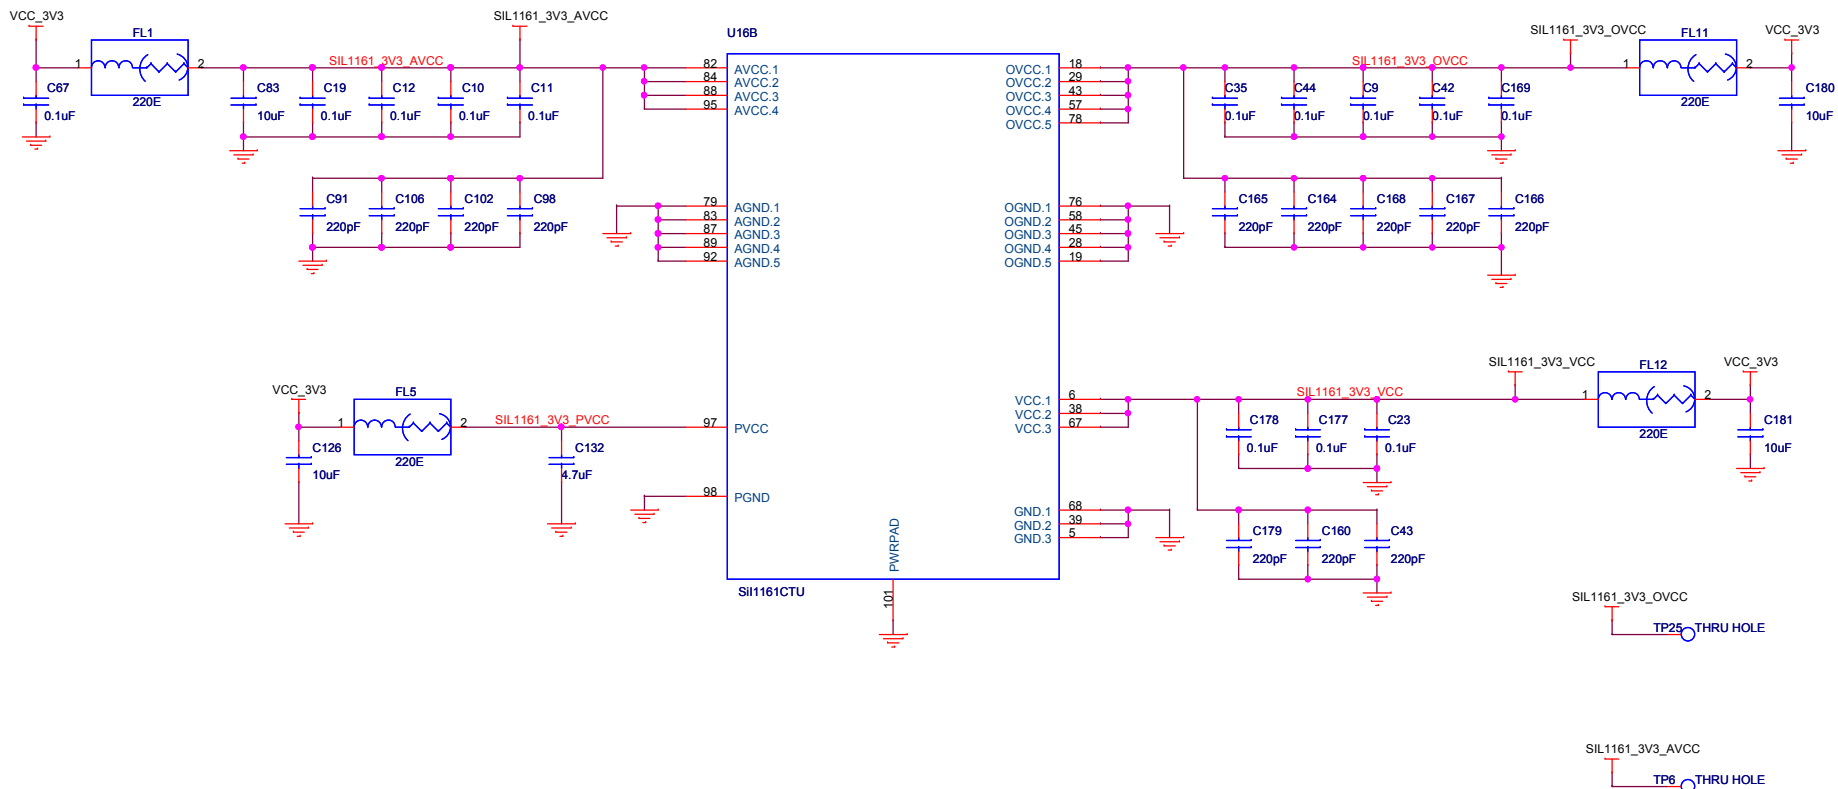 VCC_3V3
SIL1161_3V3_AVCC
SIL1161_3V3_OVCC
VCC_3V3
FL1
U16B
FL11
1
2
SIL1161_3V3_AVCC
220E
C67
0.1uF
C83
10uF
C19
0.1uF
C12
0.1uF
C10
0.1uF
C11
0.1uF
82 AVCC.1
84 AVCC.2
88 AVCC.3
95 AVCC.4
OVCC.1 18
OVCC.2 29
OVCC.3 43
OVCC.4 57
OVCC.5 78
SIL1161_3V3_OVCC
C35
0.1uF
C44
0.1uF
C9
0.1uF
C42
0.1uF
C169
0.1uF
1
2
220E
C180
10uF
C91
220pF
C106
220pF
C102
220pF
C98
220pF
79 AGND.1
83 AGND.2
87 AGND.3
89 AGND.4
92 AGND.5
OGND.1 76
OGND.2 58
OGND.3 45
OGND.4 28
OGND.5 19
C165
220pF
C164
220pF
C168
220pF
C167
220pF
C166
220pF
VCC_3V3
FL5
1
2
220E
SIL1161_3V3_PVCC
C126
10uF
C132
4.7uF
97 PVCC
98 PGND
VCC.1 6
VCC.2 38
VCC.3 67
SIL1161_3V3_VCC
SIL1161_3V3_VCC
FL12
VCC_3V3
1
2
220E
C178
0.1uF
C177
0.1uF
C23
0.1uF
C181
10uF
GND.1 68
GND.2 39
GND.3 5
C179
220pF
C160
220pF
C43
220pF
PWRPAD
101
SiI1161CTU
SIL1161_3V3_OVCC
TP25 THRU HOLE
SIL1161_3V3_AVCC
TP6 THRU HOLE